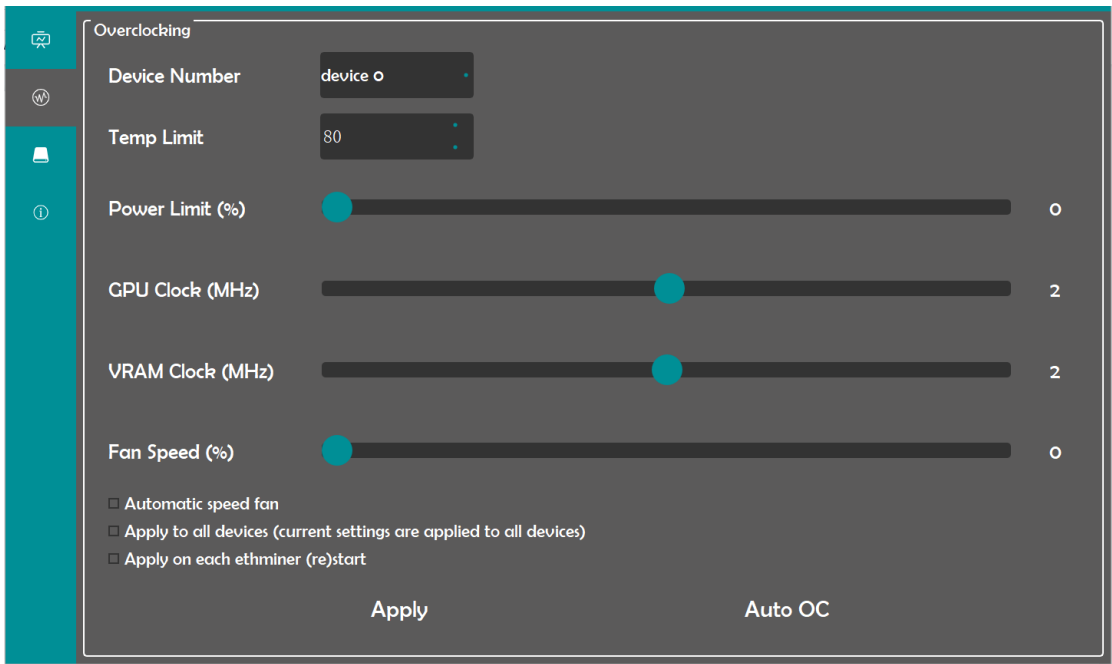 Overclocking
Device Number device 0
Temp Limit 80
Power Limit (%) 0
GPU Clock (MHz) 2
VRAM Clock (MHz) 2
Fan Speed (%) 0
Automatic speed fan
Apply to all devices (current settings are applied to all devices)
Apply on each ethminer (re)start
Apply Auto OC